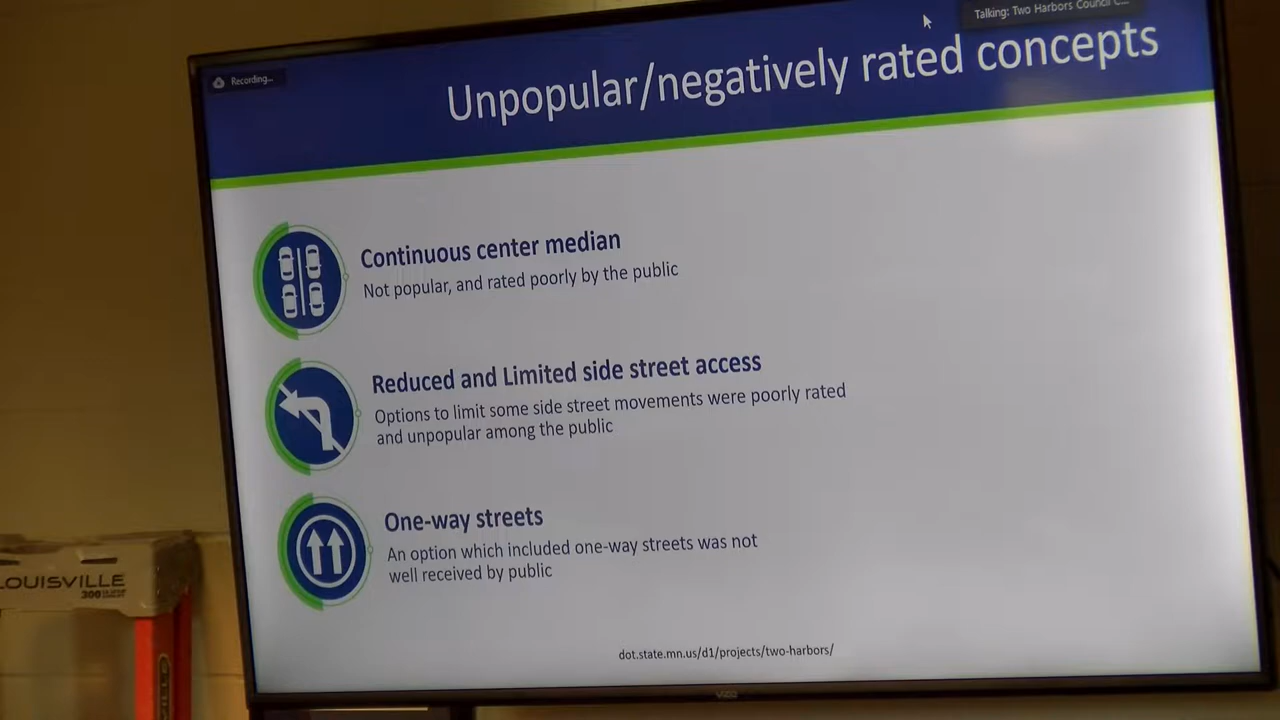 Talking: Two Harbors Council C...
Recording...
Unpopular/negatively rated concepts
Continuous center median
Not popular, and rated poorly by the public
Reduced and Limited side street access
Options to limit some side street movements were poorly rated
and unpopular among the public
One-way streets
An option which included one-way streets was not
well received by public
dot.state.mn.us/d1/projects/two-harbors/
VIZIO
LOUISVILLE
300
VILLE